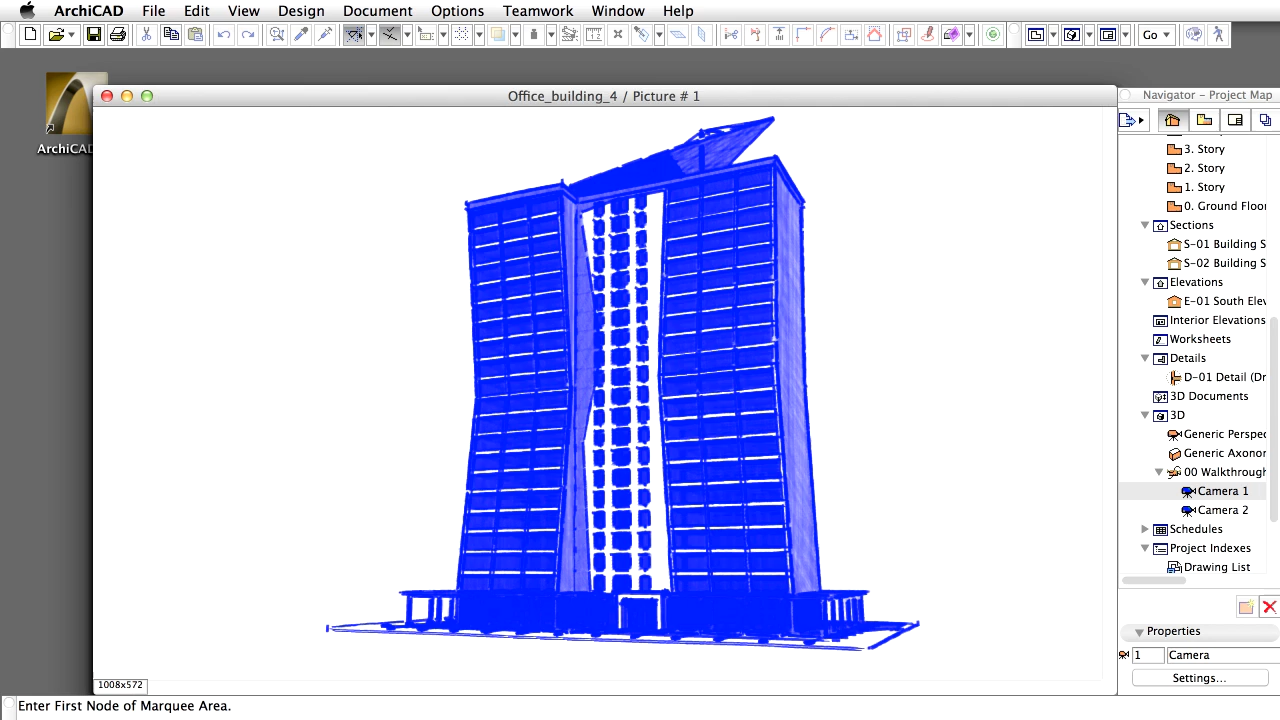 ArchiCAD File Edit View Design Document Options Teamwork Window Help
Go
Office_building_4 / Picture # 1
Navigator - Project Map
ArchiCAD
3. Story
2. Story
1. Story
0. Ground Floor
Sections
S-01 Building S
S-02 Building S
Elevations
E-01 South Elev
Interior Elevations
Worksheets
Details
D-01 Detail (Dr
3D Documents
3D
Generic Perspec
Generic Axonor
00 Walkthrough
Camera 1
Camera 2
Schedules
Project Indexes
Drawing List
Properties
1 Camera
Settings...
1008x572
Enter First Node of Marquee Area.